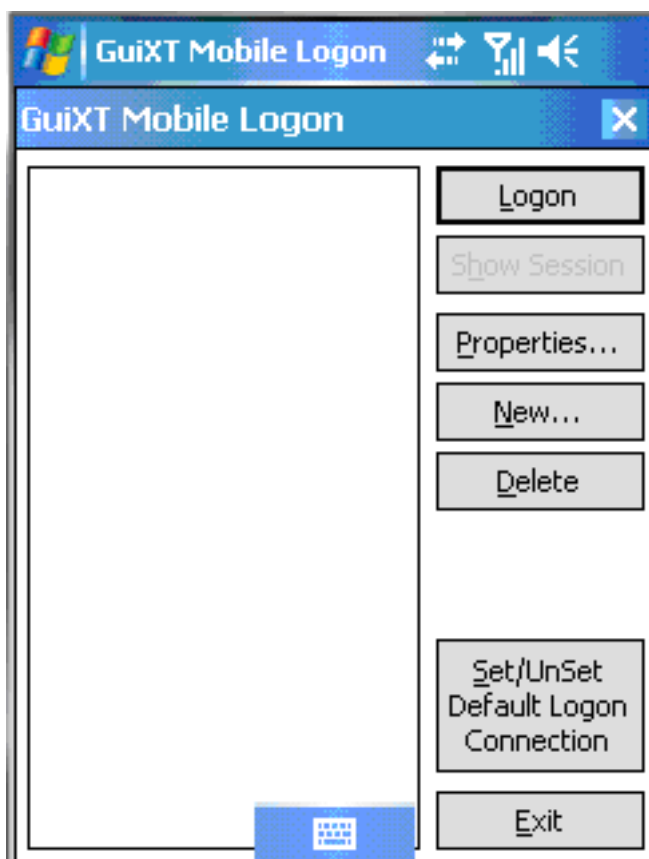 GuiXT Mobile Logon
GuiXT Mobile Logon
Logon
Show Session
Properties...
New...
Delete
Set/UnSet
Default Logon
Connection
Exit